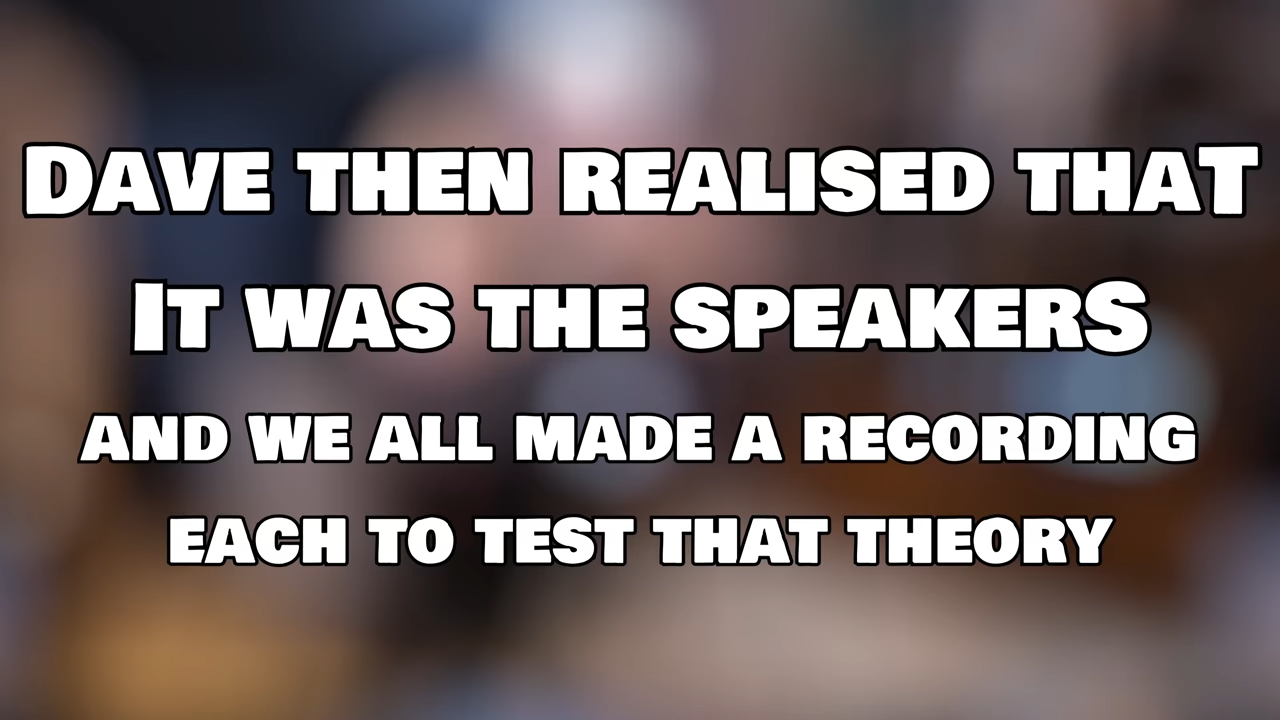 Dave then realised that
It was the speakers
and we all made a recording
each to test that theory